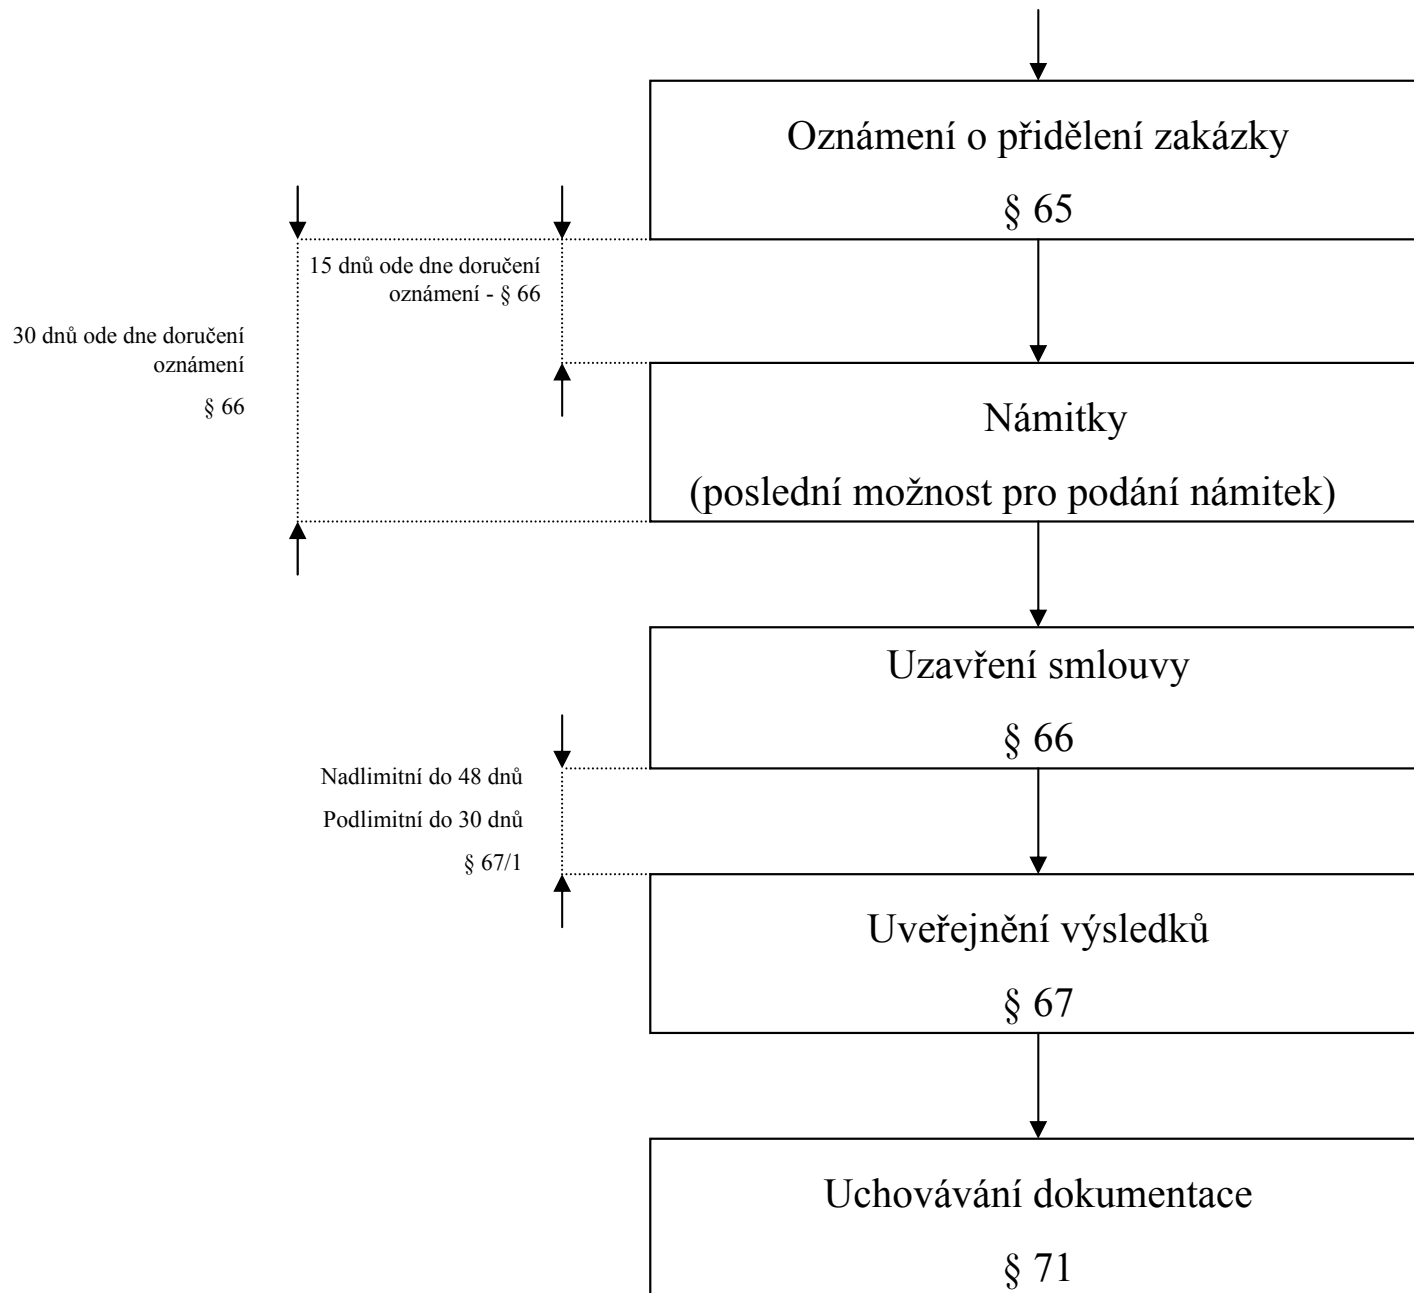 Oznámení o přidělení zakázky
§ 65
15 dnů ode dne doručení
oznámení - § 66
30 dnů ode dne doručení
oznámení
§ 66
Námitky
(poslední možnost pro podání námitek)
Uzavření smlouvy
§ 66
Nadlimitní do 48 dnů
Podlimitní do 30 dnů
§ 67/1
Uveřejnění výsledků
§ 67
Uchovávání dokumentace
§ 71